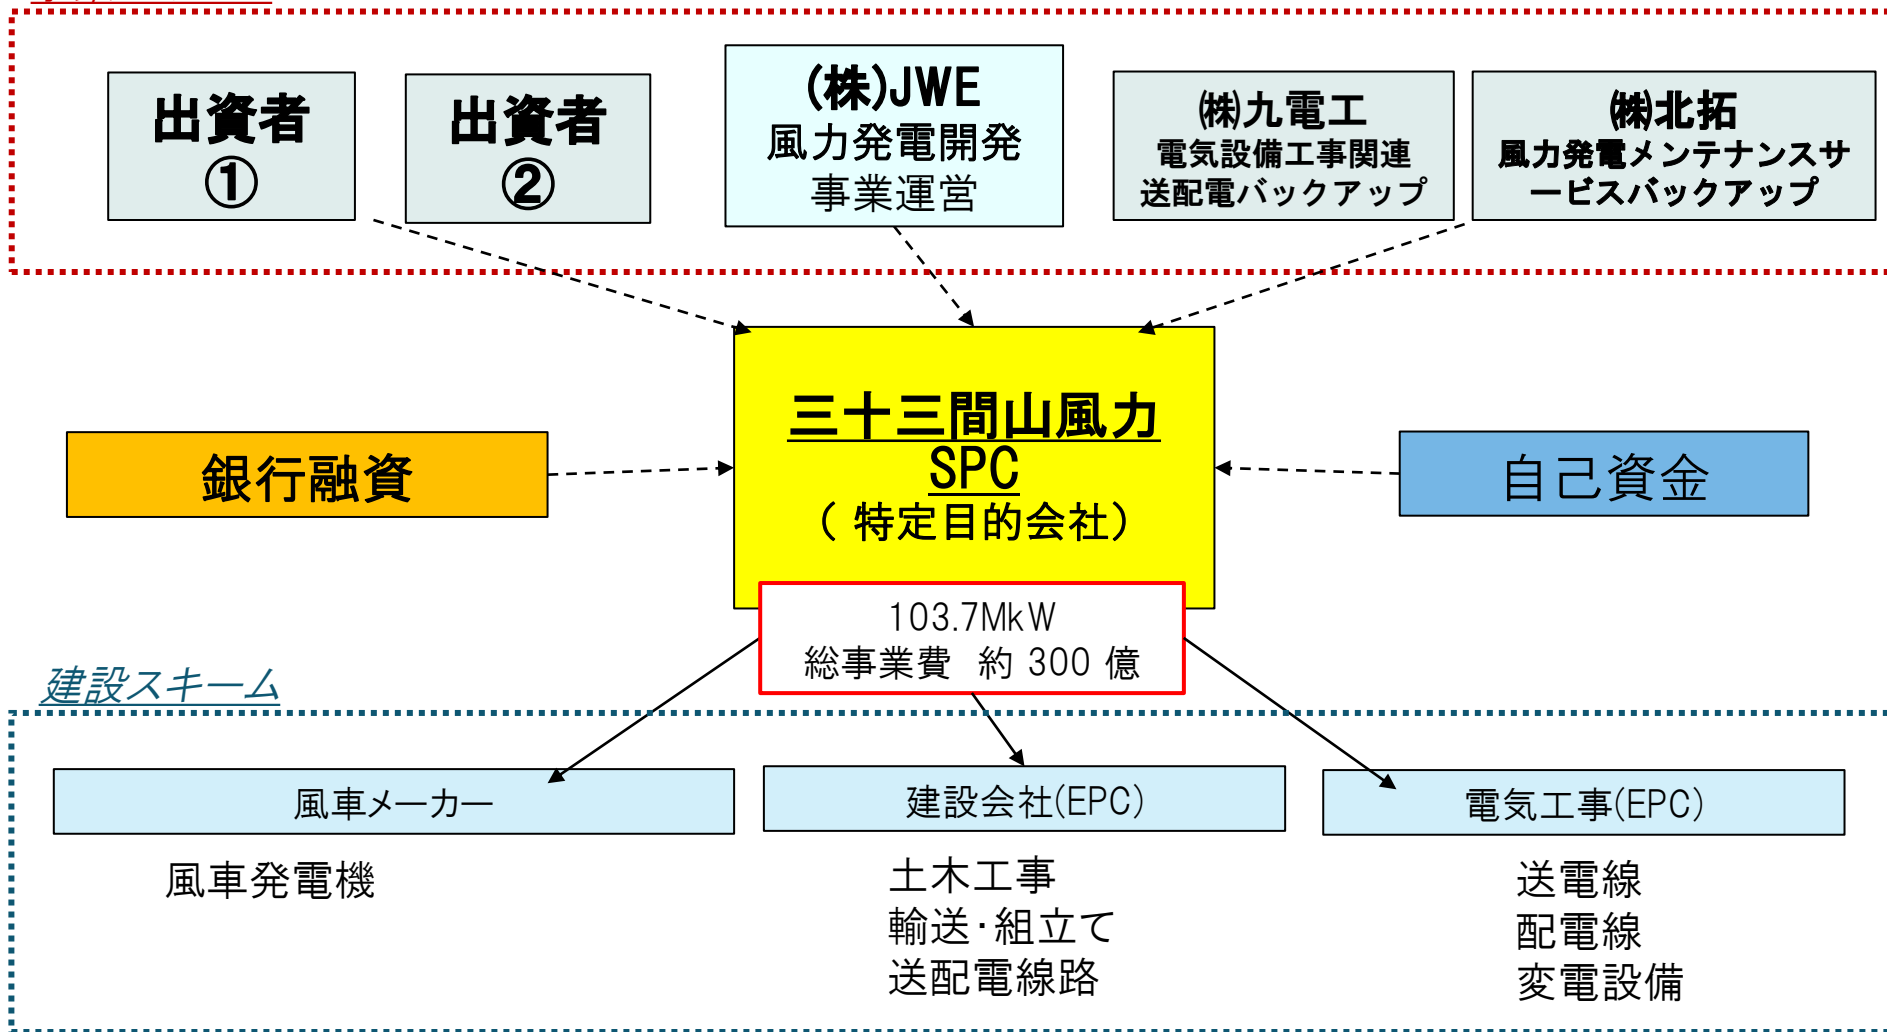 出資者
①
出資者
②
(株)JWE
風力発電開発
事業運営
㈱九電工
電気設備工事関連
送配電バックアップ
㈱北拓
風力発電メンテナンスサ
ービスバックアップ
三十三間山風力
SPC
（ 特定目的会社）
銀行融資
自己資金
103.7MkW
総事業費 約 300 億
建設スキーム
風車メーカー
建設会社(EPC)
電気工事(EPC)
風車発電機
土木工事
輸送・組立て
送配電線路
送電線
配電線
変電設備